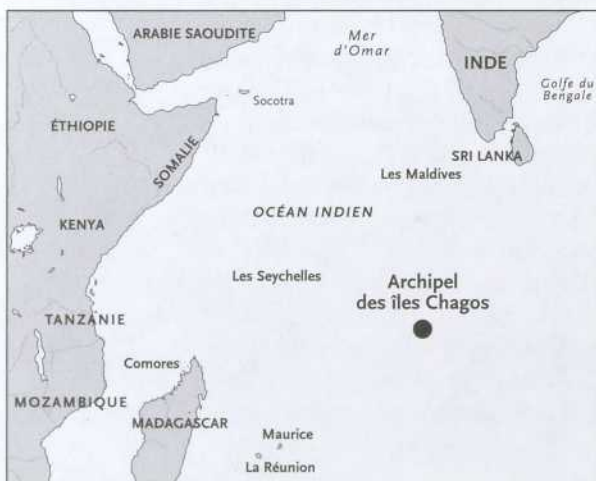 ARABIE SAOUDITE
Mer
d'Omar
INDE
Golfe du
Bengale
Socotra
ÉTHIOPIE
SOMALIE
SRI LANKA
Les Maldives
OCÉAN INDIEN
KENYA
Les Seychelles
Archipel
des îles Chagos
TANZANIE
Comores
MOZAMBIQUE
MADAGASCAR
Maurice
La Réunion